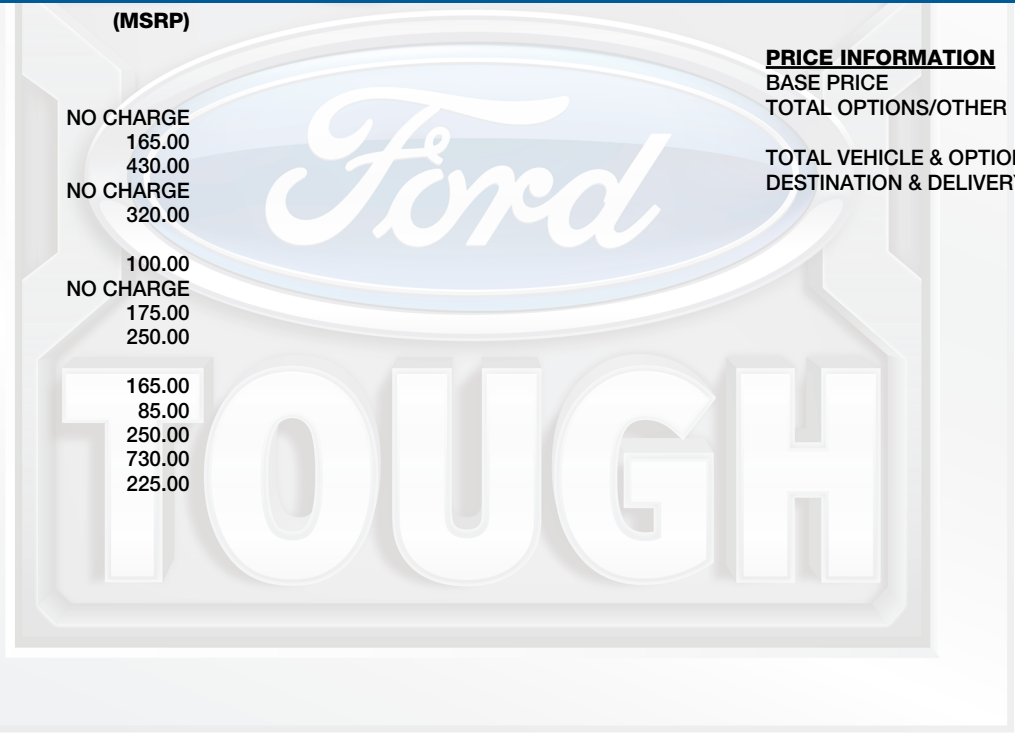 (MSRP)
NO CHARGE
165.00
430.00
NO CHARGE
320.00
100.00
NO CHARGE
175.00
250.00
165.00
85.00
250.00
730.00
225.00
PRICE INFORMATION
BASE PRICE
TOTAL OPTIONS/OTHER
TOTAL VEHICLE & OPTION
DESTINATION & DELIVERY
Ford
TOUGH